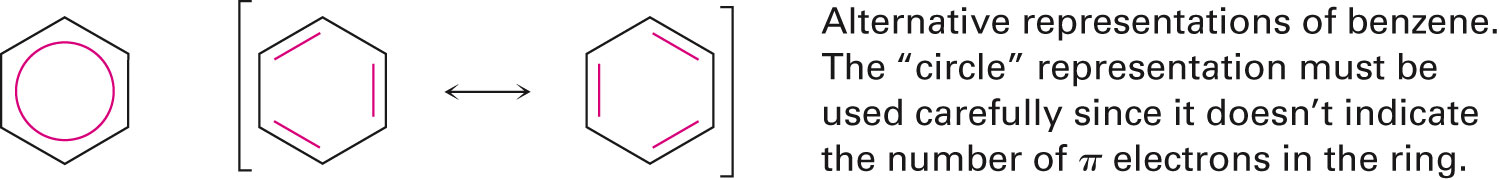 Alternative representations of benzene.
The “circle” representation must be
used carefully since it doesn’t indicate
the number of π electrons in the ring.